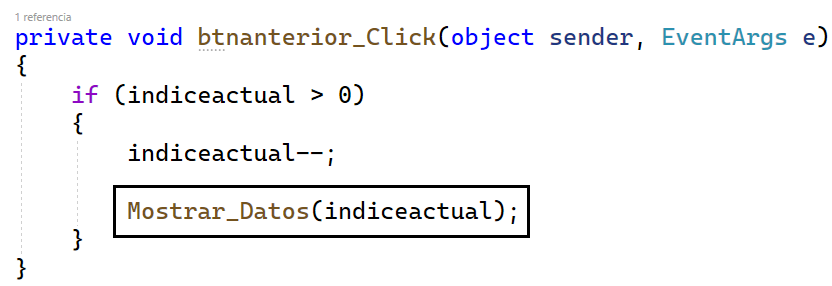 1 referencia
private void btnanterior_Click(object sender, EventArgs e)
{
if (indiceactual > 0)
{
indiceactual--;
Mostrar_Datos(indiceactual);
}
}